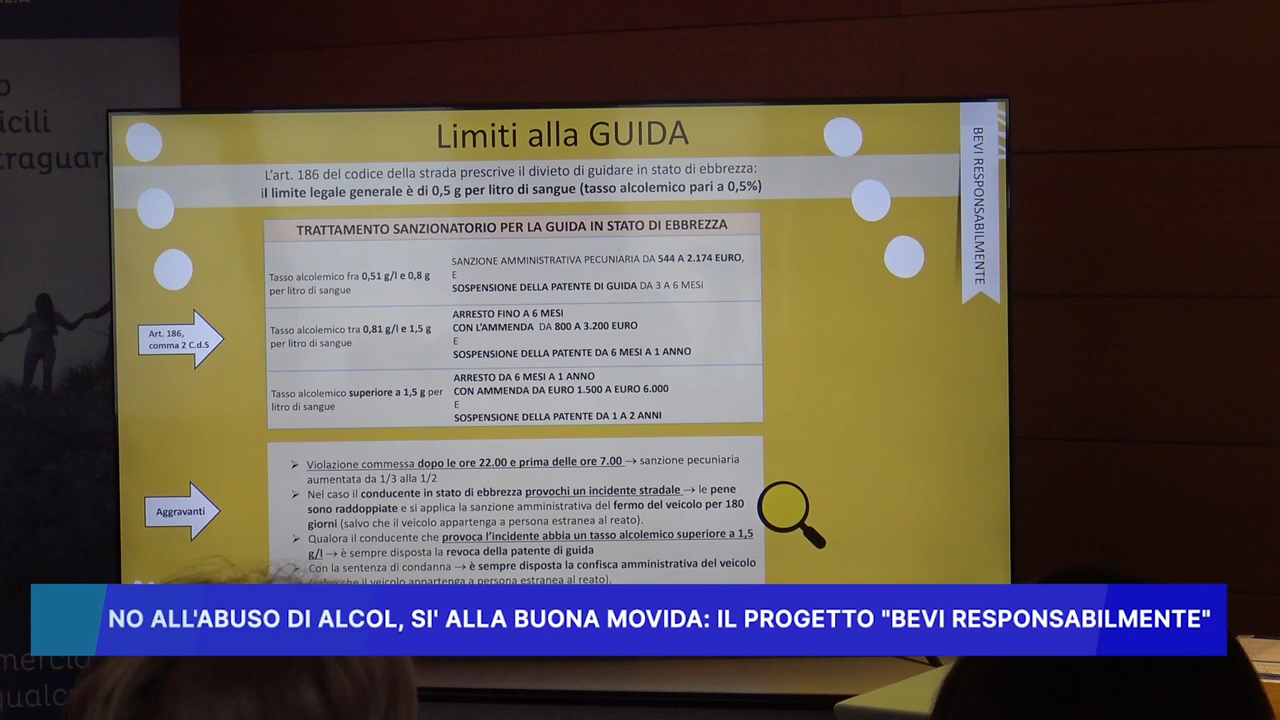 Limiti alla GUIDA
L'art. 186 del codice della strada prescrive il divieto di guidare in stato di ebbrezza:
il limite legale generale è di 0,5 g per litro di sangue (tasso alcolemico pari a 0,5%)
BEVI RESPONSABILMENTE
TRATTAMENTO SANZIONATORIO PER LA GUIDA IN STATO DI EBBREZZA
Tasso alcolemico fra 0,51 g/l e 0,8 g
per litro di sangue
SANZIONE AMMINISTRATIVA PECUNIARIA DA 544 A 2.174 EURO,
E
SOSPENSIONE DELLA PATENTE DI GUIDA DA 3 A 6 MESI
Art. 186,
comma 2 C.d.S
Tasso alcolemico tra 0,81 g/l e 1,5 g
per litro di sangue
ARRESTO FINO A 6 MESI
CON L'AMMENDA DA 800 A 3.200 EURO
E
SOSPENSIONE DELLA PATENTE DA 6 MESI A 1 ANNO
Tasso alcolemico superiore a 1,5 g per
litro di sangue
ARRESTO DA 6 MESI A 1 ANNO
CON AMMENDA DA EURO 1.500 A EURO 6.000
E
SOSPENSIONE DELLA PATENTE DA 1 A 2 ANNI
Aggravanti
➢ Violazione commessa dopo le ore 22.00 e prima delle ore 7.00 → sanzione pecuniaria
aumentata da 1/3 alla 1/2
➢ Nel caso il conducente in stato di ebbrezza provochi un incidente stradale → le pene
sono raddoppiate e si applica la sanzione amministrativa del fermo del veicolo per 180
giorni (salvo che il veicolo appartenga a persona estranea al reato).
➢ Qualora il conducente che provoca l'incidente abbia un tasso alcolemico superiore a 1,5
g/l → è sempre disposta la revoca della patente di guida
Con la sentenza di condanna → è sempre disposta la confisca amministrativa del veicolo
che il veicolo appartenga a persona estranea al reato).
NO ALL'ABUSO DI ALCOL, SI' ALLA BUONA MOVIDA: IL PROGETTO "BEVI RESPONSABILMENTE"
icili
traguar